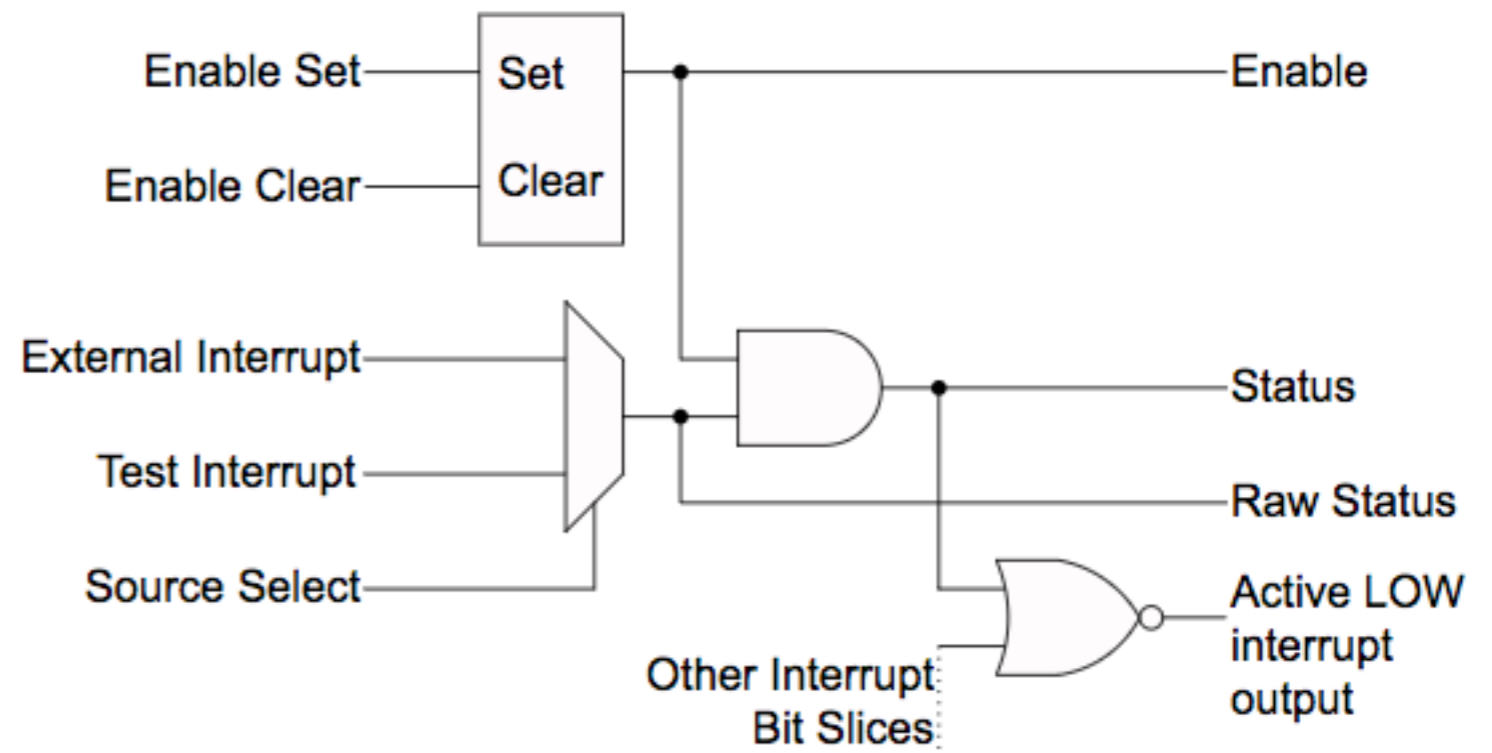 Enable Set
Set
Enable
Enable Clear
Clear
External Interrupt
Status
Test Interrupt
Raw Status
Source Select
Active LOW
interrupt
output
Other Interrupt
Bit Slices